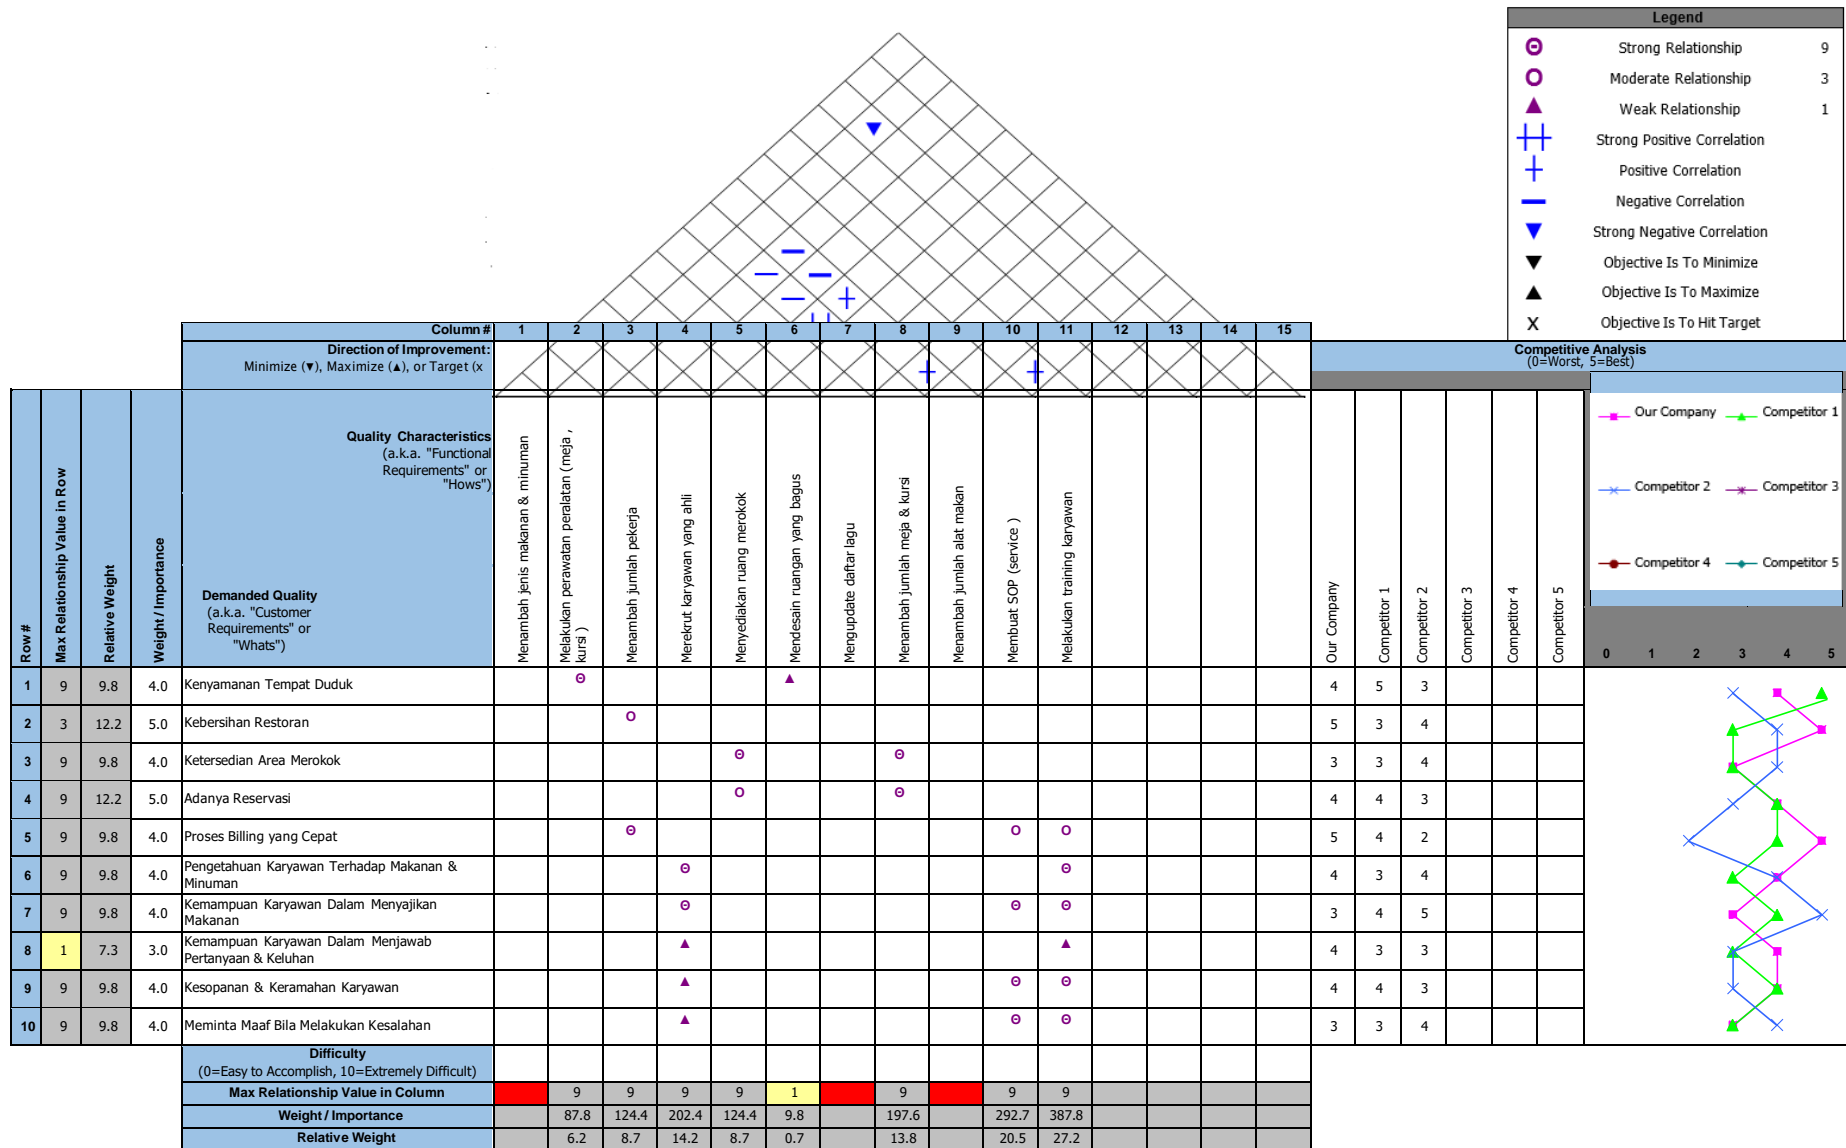 Legend
Strong Relationship 9
Moderate Relationship 3
Weak Relationship 1
Strong Positive Correlation
Positive Correlation
Negative Correlation
Strong Negative Correlation
Objective Is To Minimize
Objective Is To Maximize
X Objective Is To Hit Target
Column # 1 2 3 4 5 6 7 8 9 10 11 12 13 14 15
Direction of Improvement:
Minimize (▼), Maximize (▲), or Target (x
Competitive Analysis
(0=Worst, 5=Best)
Row #
Max Relationship Value in Row
Relative Weight
Weight / Importance
Quality Characteristics
(a.k.a. "Functional
Requirements" or
"Hows")
Demanded Quality
(a.k.a. "Customer
Requirements" or
"Whats")
Menambah jenis makanan & minuman
Melakukan perawatan peralatan (meja ,
kursi )
Menambah jumlah pekerja
Merekrut karyawan yang ahli
Menyediakan ruang merokok
Mendesain ruangan yang bagus
Mengupdate daftar lagu
Menambah jumlah meja & kursi
Menambah jumlah alat makan
Membuat SOP (service )
Melakukan training karyawan
Our Company
Competitor 1
Competitor 2
Competitor 3
Competitor 4
Competitor 5
Our Company Competitor 1
Competitor 2 Competitor 3
Competitor 4 Competitor 5
0 1 2 3 4 5
1 9 9.8 4.0 Kenyamanan Tempat Duduk Θ ▲ 4 5 3
2 3 12.2 5.0 Kebersihan Restoran Ο 5 3 4
3 9 9.8 4.0 Ketersedian Area Merokok Θ Θ 3 3 4
4 9 12.2 5.0 Adanya Reservasi Ο Θ 4 4 3
5 9 9.8 4.0 Proses Billing yang Cepat Θ Ο Ο 5 4 2
6 9 9.8 4.0 Pengetahuan Karyawan Terhadap Makanan &
Minuman Θ Θ 4 3 4
7 9 9.8 4.0 Kemampuan Karyawan Dalam Menyajikan
Makanan Θ Θ Θ 3 4 5
8 1 7.3 3.0 Kemampuan Karyawan Dalam Menjawab
Pertanyaan & Keluhan ▲ ▲ 4 3 3
9 9 9.8 4.0 Kesopanan & Keramahan Karyawan ▲ Θ Θ 4 4 3
10 9 9.8 4.0 Meminta Maaf Bila Melakukan Kesalahan ▲ Θ Θ 3 3 4
Difficulty
(0=Easy to Accomplish, 10=Extremely Difficult)
Max Relationship Value in Column 9 9 9 9 1 9 9 9
Weight / Importance 87.8 124.4 202.4 124.4 9.8 197.6 292.7 387.8
Relative Weight 6.2 8.7 14.2 8.7 0.7 13.8 20.5 27.2